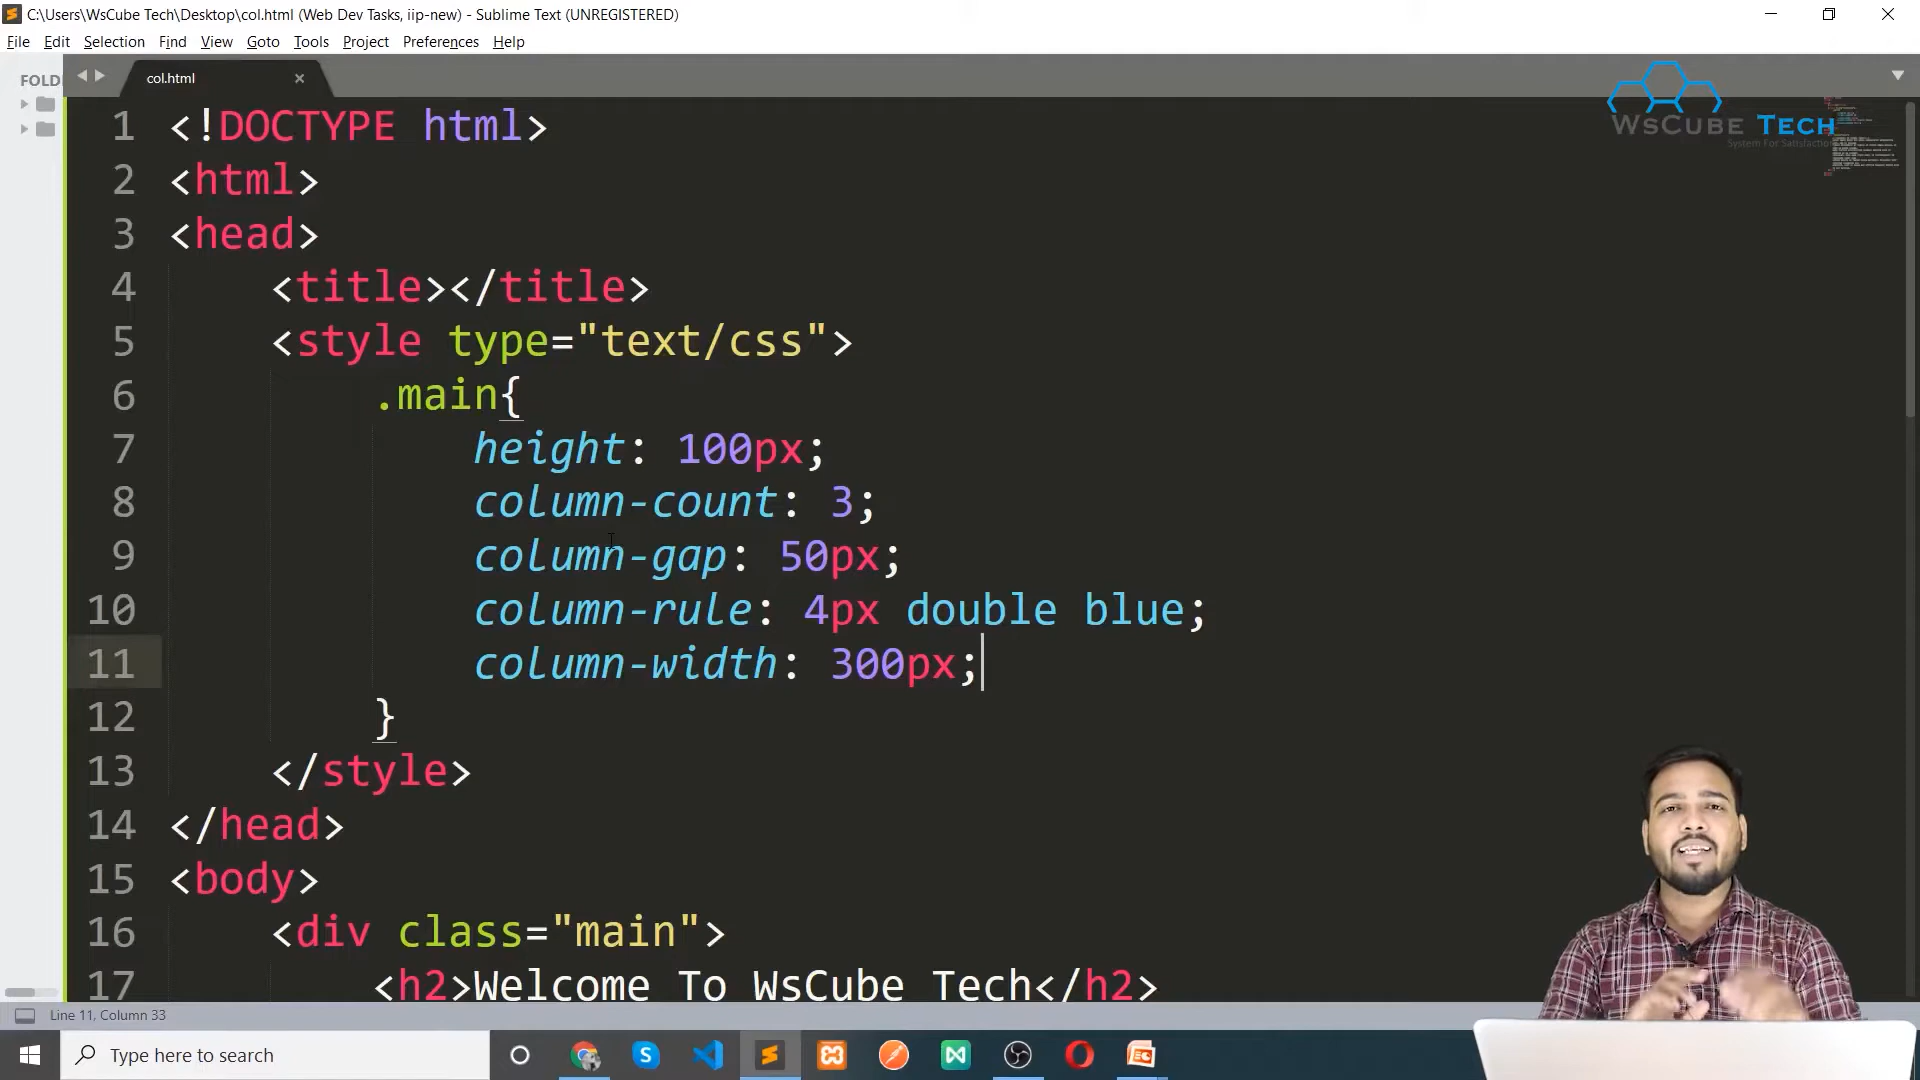 C:\Users\WsCube Tech\Desktop\col.html (Web Dev Tasks, iip-new) - Sublime Text (UNREGISTERED)
File Edit Selection Find View Goto Tools Project Preferences Help
FOLD
col.html
WsCube Tech
System For Satisfaction
1 <!DOCTYPE html>
2 <html>
3 <head>
4 <title></title>
5 <style type="text/css">
6 .main{
7 height: 100px;
8 column-count: 3;
9 column-gap: 50px;
10 column-rule: 4px double blue;
11 column-width: 300px;
12 }
13 </style>
14 </head>
15 <body>
16 <div class="main">
17 <h2>Welcome To WsCube Tech</h2>
Line 11, Column 33
Type here to search